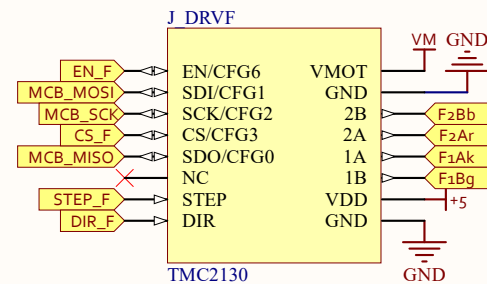 J_DRVF
VM
GND
EN_F EN/CFG6 VMOT
MCB_MOSI SDI/CFG1 GND
MCB_SCK SCK/CFG2 2B F2Bb
CS_F CS/CFG3 2A F2Ar
MCB_MISO SDO/CFG0 1A F1Ak
NC 1B F1Bg
STEP_F STEP VDD +5
DIR_F DIR GND
TMC2130
GND